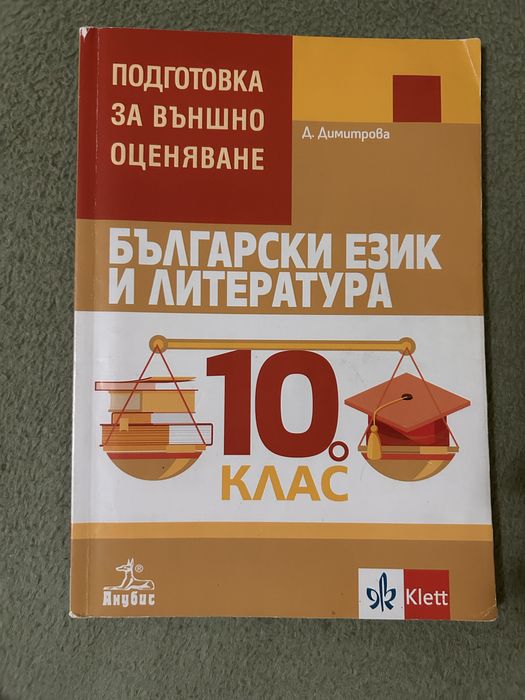 ПОДГОТОВКА
ЗА ВЪНШНО
ОЦЕНЯВАНЕ
Д. Димитрова
БЪЛГАРСКИ ЕЗИК
И ЛИТЕРАТУРА
10.
КЛАС
®
Анубис
Klett